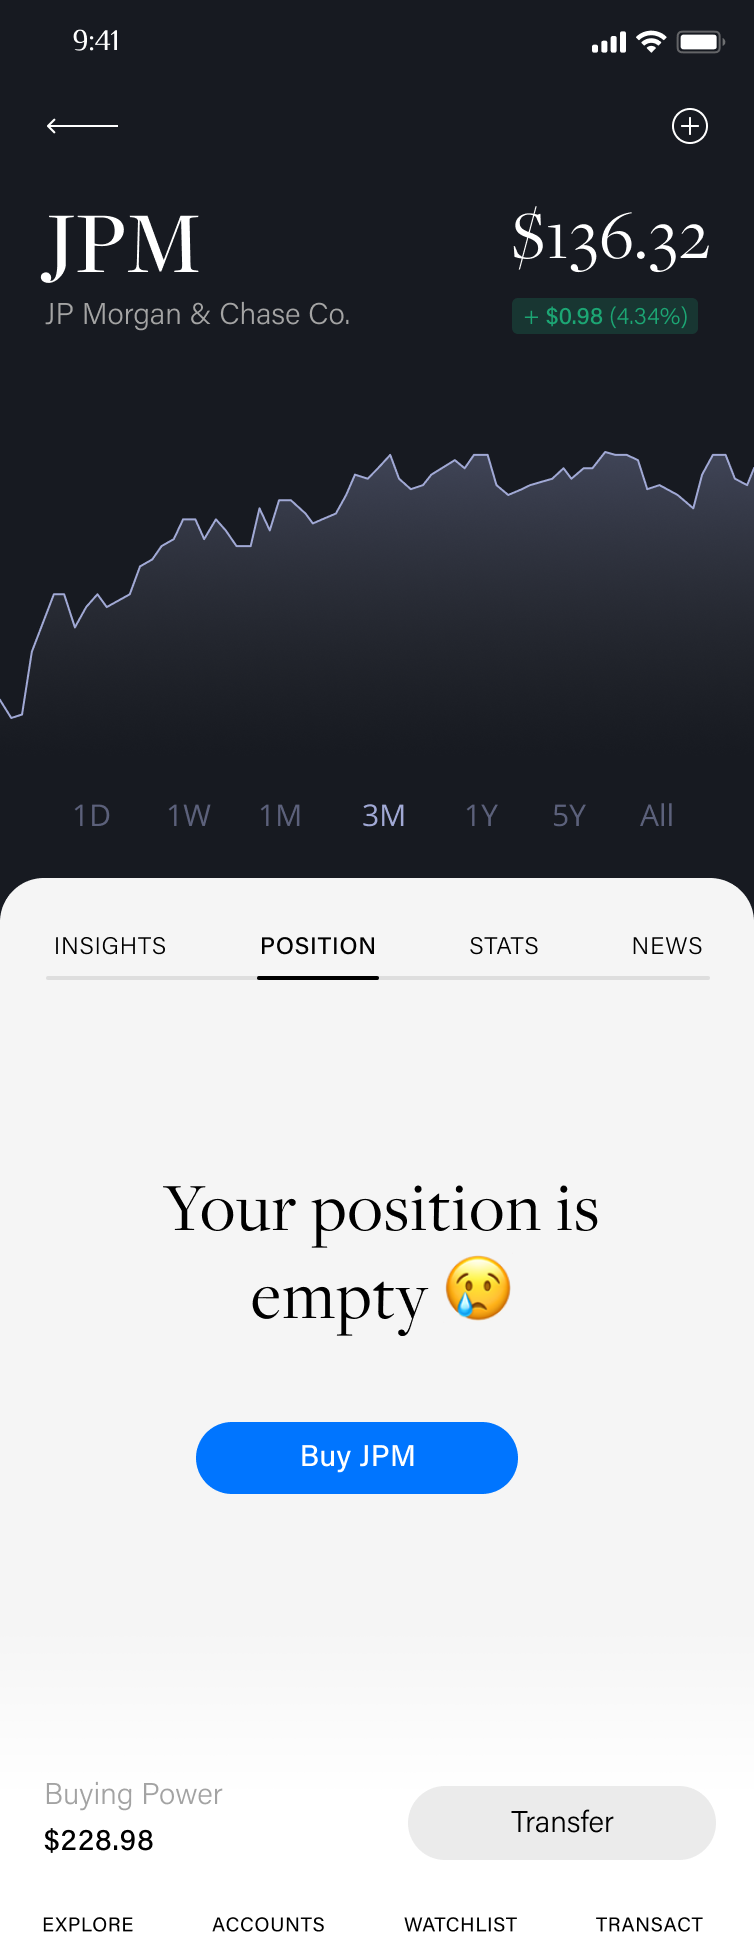 9:41
JPM
$136.32
JP Morgan & Chase Co.
+ $0.98 (4.34%)
1D 1W 1M 3M 1Y 5Y All
INSIGHTS POSITION STATS NEWS
Your position is
empty 😢
Buy JPM
Buying Power
$228.98
Transfer
EXPLORE ACCOUNTS WATCHLIST TRANSACT